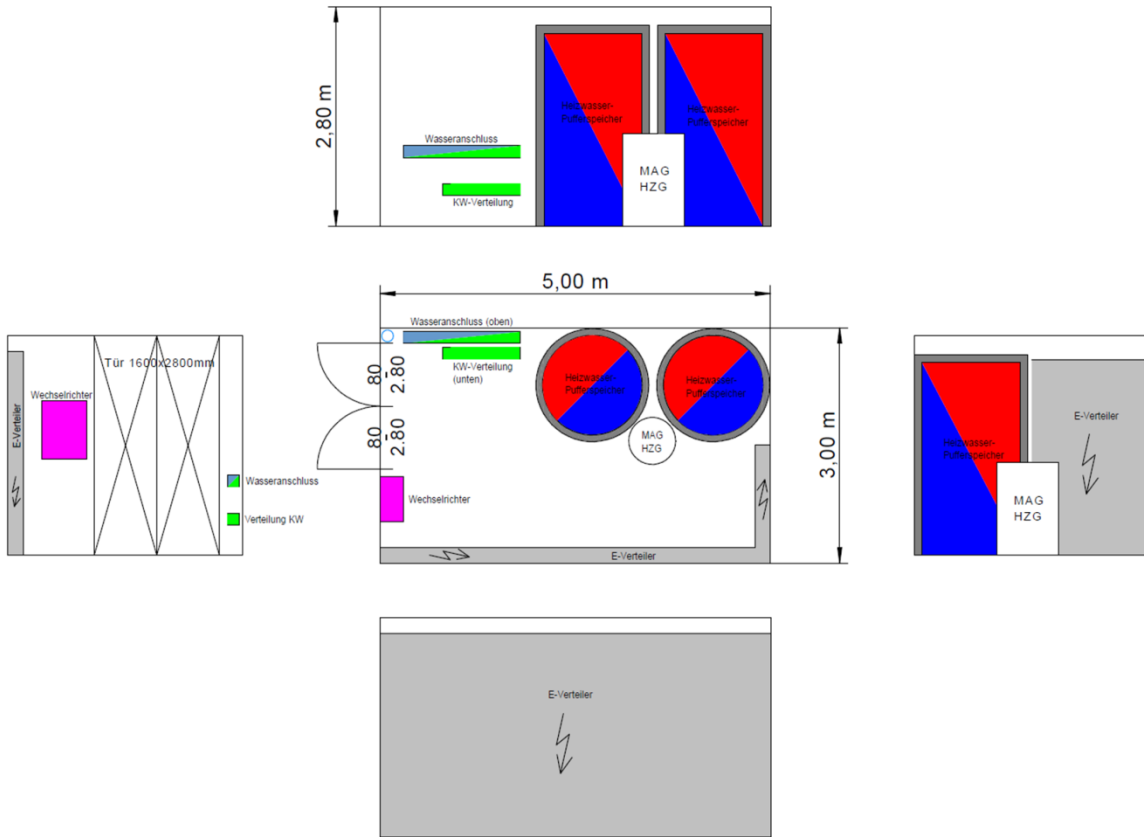 2,80 m
Heizwasser-
Pufferspeicher
Heizwasser-
Pufferspeicher
Wasseranschluss
MAG
HZG
KW-Verteilung
5,00 m
Wasseranschluss (oben)
KW-Verteilung
(unten)
80
2.80
80
2.80
Heizwasser-
Pufferspeicher
Heizwasser-
Pufferspeicher
MAG
HZG
3,00 m
Wechselrichter
E-Verteiler
Tür 1600x2800mm
Wechselrichter
E-Verteiler
Wasseranschluss
Verteilung KW
E-Verteiler
Heizwasser-
Pufferspeicher
MAG
HZG
E-Verteiler